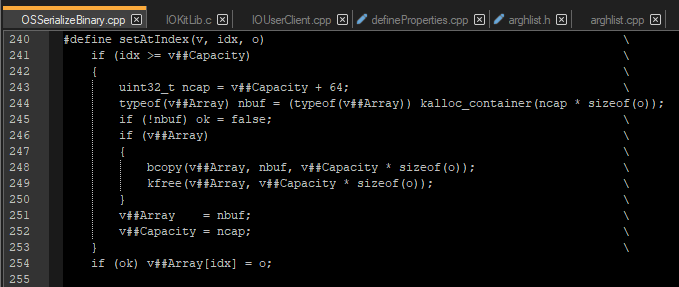 OSSerializeBinary.cpp IOKitLib.c IOUserClient.cpp defineProperties.cpp arghlist.h arghlist.cpp
240 #define setAtIndex(v, idx, o) \
241 if (idx >= v##Capacity) \
242 { \
243 uint32_t ncap = v##Capacity + 64; \
244 typeof(v##Array) nbuf = (typeof(v##Array)) kalloc_container(ncap * sizeof(o)); \
245 if (!nbuf) ok = false; \
246 if (v##Array) \
247 { \
248 bcopy(v##Array, nbuf, v##Capacity * sizeof(o)); \
249 kfree(v##Array, v##Capacity * sizeof(o)); \
250 } \
251 v##Array = nbuf; \
252 v##Capacity = ncap; \
253 } \
254 if (ok) v##Array[idx] = o;
255